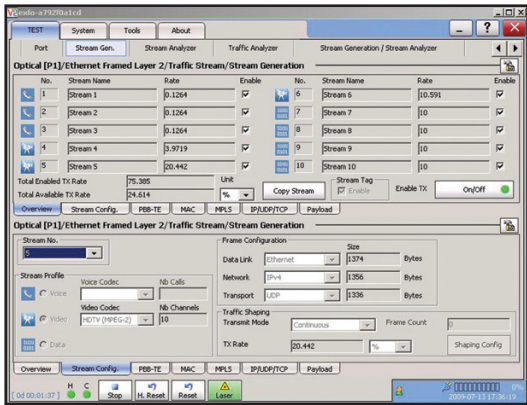 exfo-a792f0a1cd
TEST System Tools About ?
Port Stream Gen. Stream Analyzer Traffic Analyzer Stream Generation / Stream Analyzer
Optical [P1]/Ethernet Framed Layer 2/Traffic Stream/Stream Generation
No. Stream Name Rate Enable No. Stream Name Rate Enable
1 Stream 1 0.1264 6 Stream 6 10.591
2 Stream 2 0.1264 7 Stream 7 10
3 Stream 3 0.1264 8 Stream 8 10
4 Stream 4 3.9719 9 Stream 9 10
5 Stream 5 20.442 10 Stream 10 10
Total Enabled TX Rate 75.385 Unit Stream Tag
Total Available TX Rate 24.614 % Copy Stream Enable Enable TX On/Off
Overview Stream Config. PBB-TE MAC MPLS IP/UDP/TCP Payload
Optical [P1]/Ethernet Framed Layer 2/Traffic Stream/Stream Generation
Stream No. Frame Configuration
5 Size
Data Link Ethernet 1374 Bytes
Stream Profile Network IPv4 1356 Bytes
Voice Codec Nb Calls
Voice Transport UDP 1336 Bytes
Video Codec Nb Channels Traffic Shaping
Video HDTV (MPEG-2) 10 Transmit Mode Continuous Frame Count 0
Data TX Rate 20.442 % Shaping Config
Overview Stream Config. PBB-TE MAC MPLS IP/UDP/TCP Payload
H C
[ 0d 00:01:37 ] Stop H. Reset Reset Laser 0%
2009-07-15 17:36:19